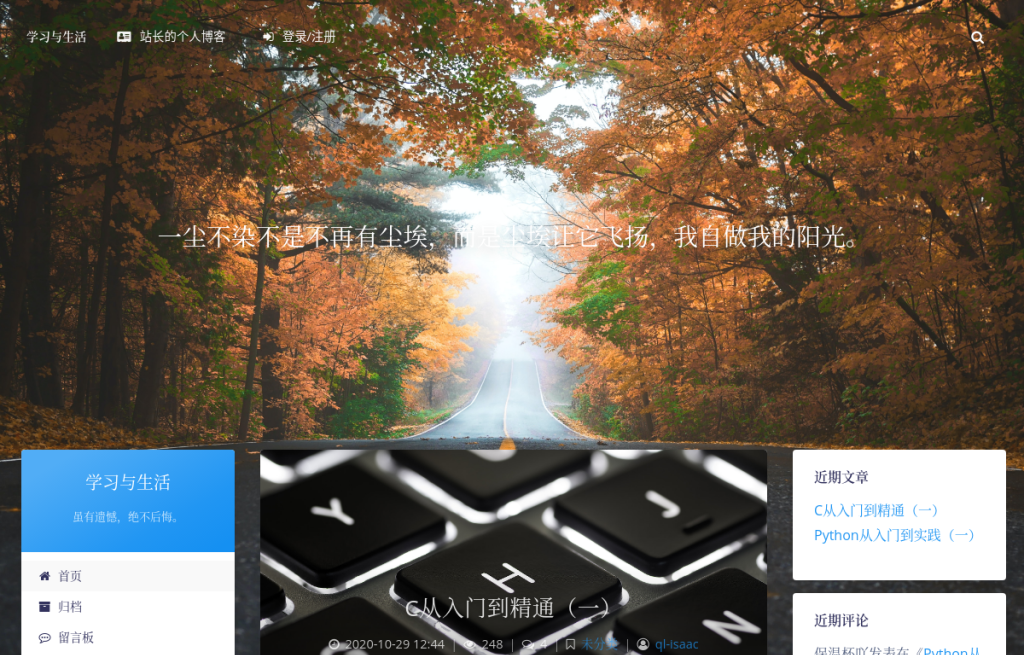 学习与生活 站长的个人博客 登录/注册
一尘不染不是不再有尘埃，而是尘埃让它飞扬，我自做我的阳光。
学习与生活
虽有遗憾，绝不后悔。
首页
归档
留言板
Y
J
H
N
C从入门到精通（一）
2020-10-29 12:44 | 248 | 4 | 未分类 | ql-isaac
近期文章
C从入门到精通（一）
Python从入门到实践（一）
近期评论
保温杯吖发表在《Python从